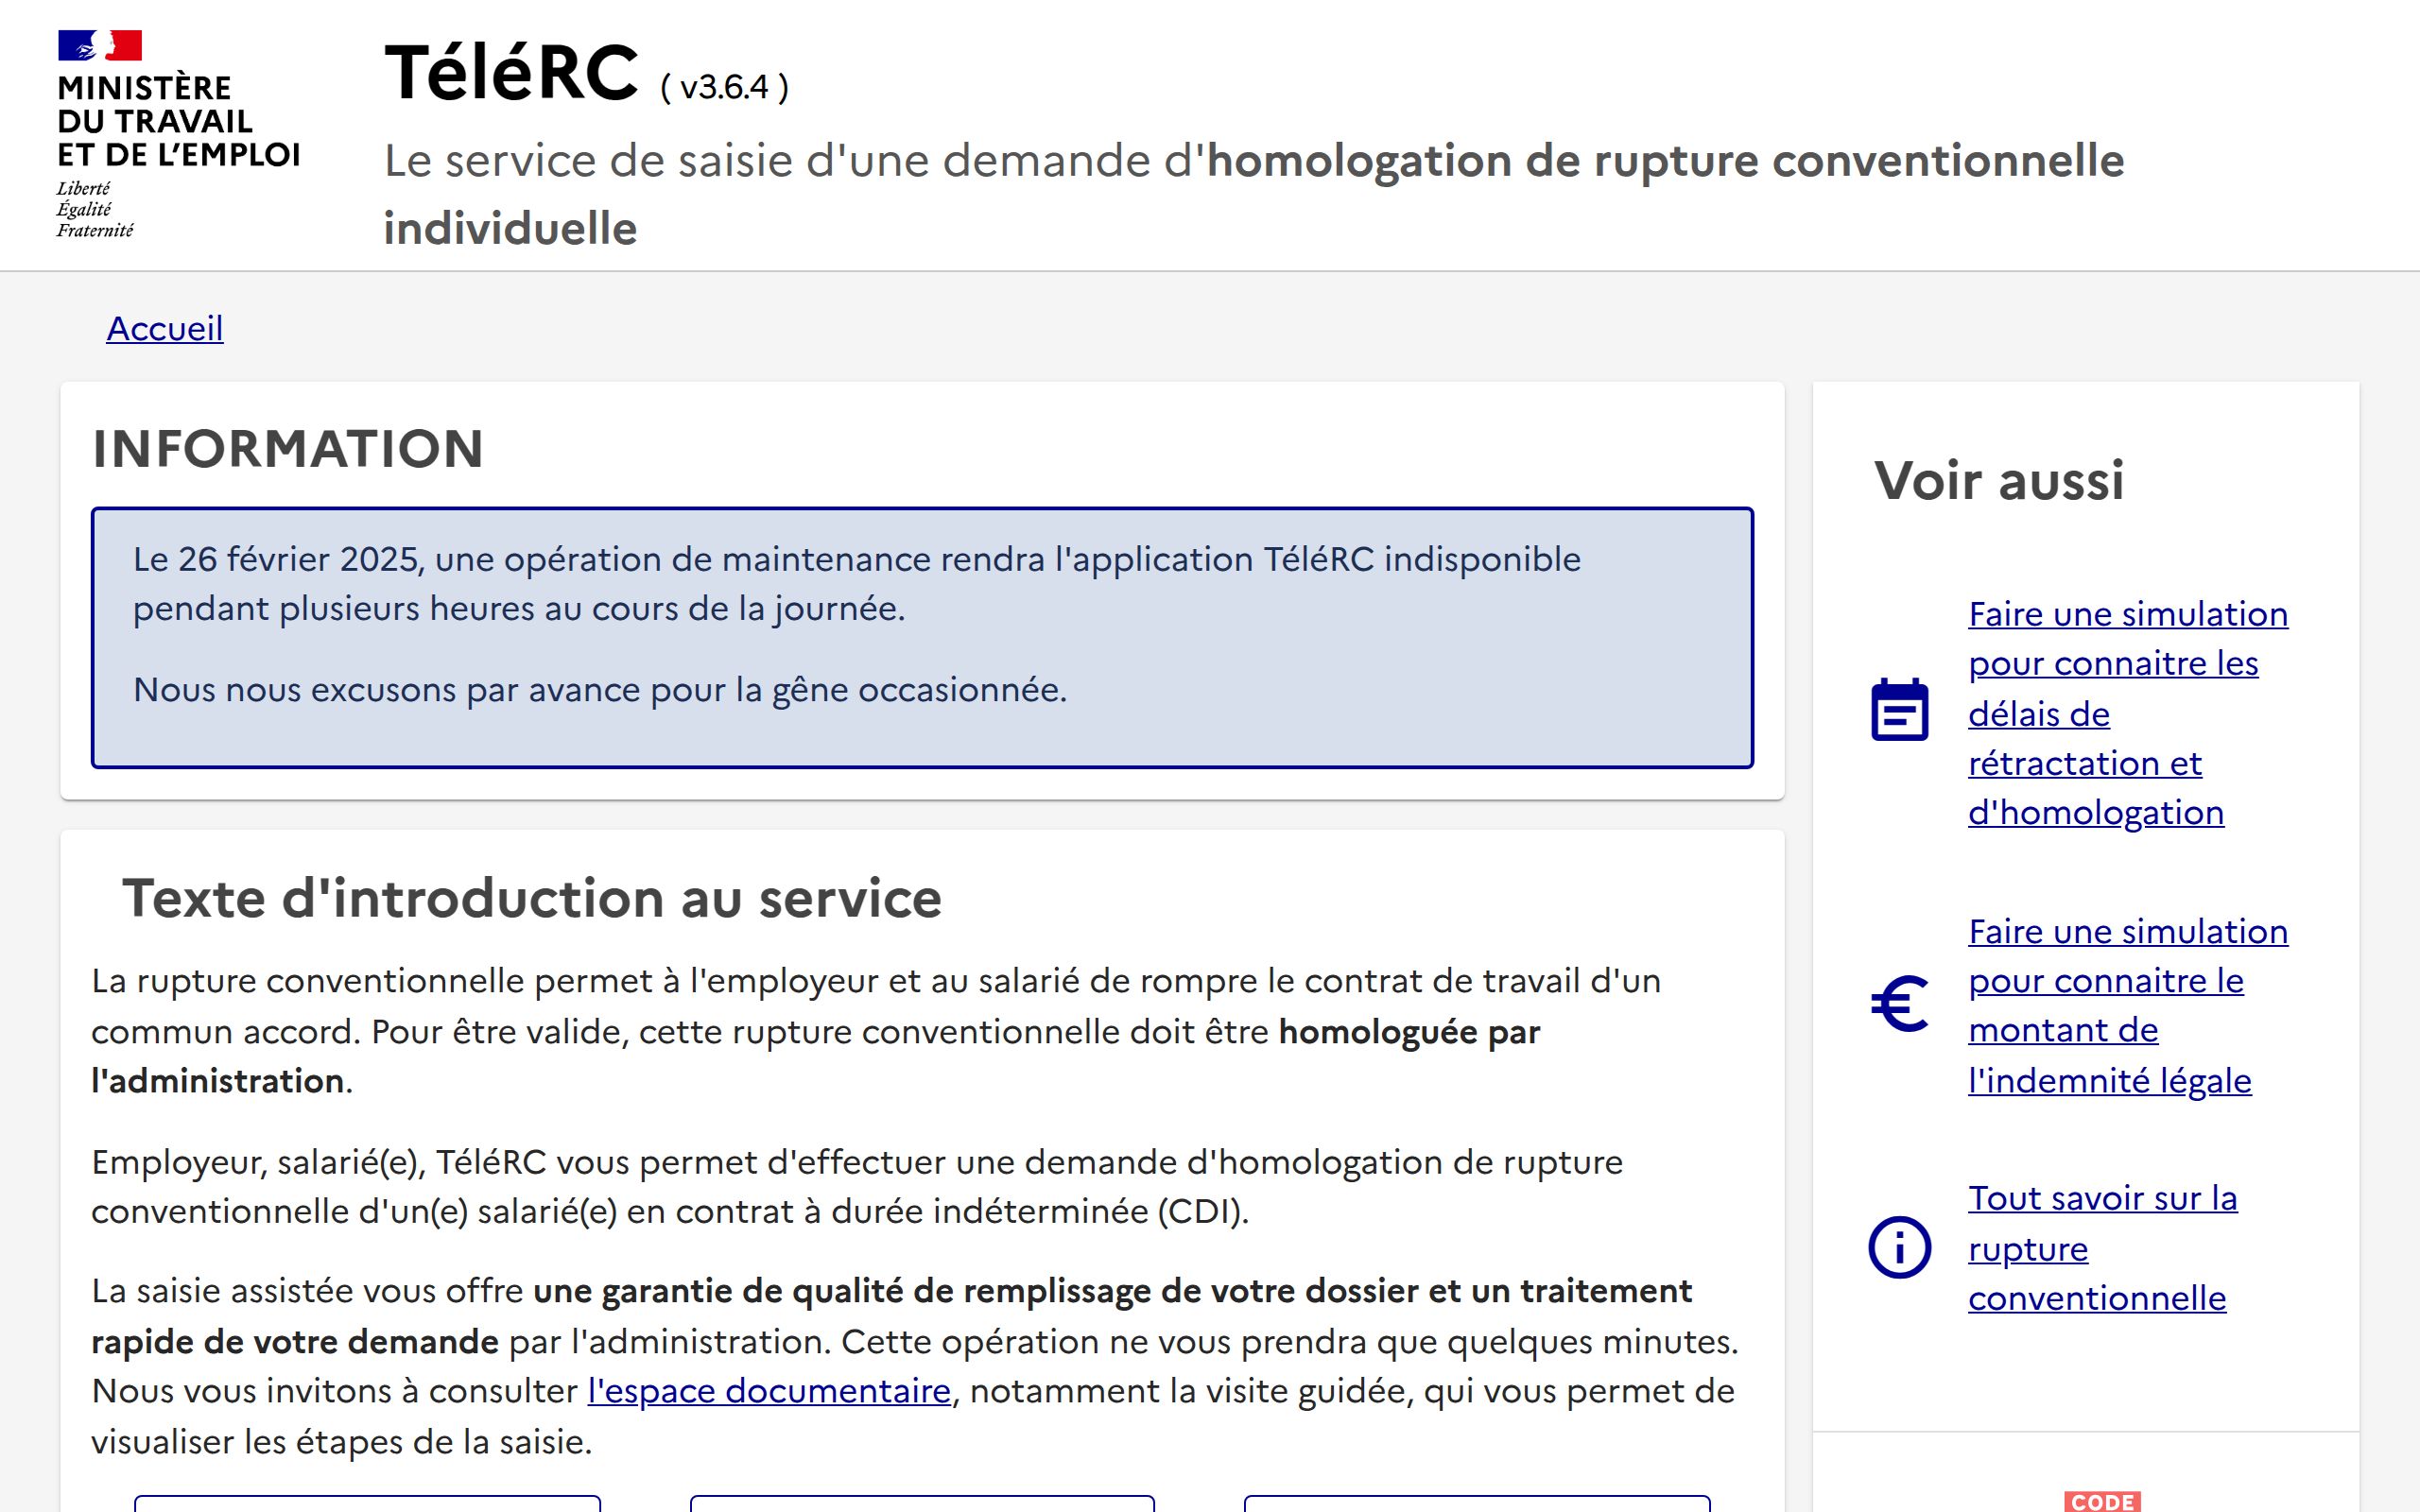 MINISTÈRE
DU TRAVAIL
ET DE L'EMPLOI
Liberté
Égalité
Fraternité
TéléRC ( v3.6.4 )
Le service de saisie d'une demande d'homologation de rupture conventionnelle
individuelle
Accueil
INFORMATION
Le 26 février 2025, une opération de maintenance rendra l'application TéléRC indisponible
pendant plusieurs heures au cours de la journée.
Nous nous excusons par avance pour la gêne occasionnée.
Texte d'introduction au service
La rupture conventionnelle permet à l'employeur et au salarié de rompre le contrat de travail d'un
commun accord. Pour être valide, cette rupture conventionnelle doit être homologuée par
l'administration.
Employeur, salarié(e), TéléRC vous permet d'effectuer une demande d'homologation de rupture
conventionnelle d'un(e) salarié(e) en contrat à durée indéterminée (CDI).
La saisie assistée vous offre une garantie de qualité de remplissage de votre dossier et un traitement
rapide de votre demande par l'administration. Cette opération ne vous prendra que quelques minutes.
Nous vous invitons à consulter l'espace documentaire, notamment la visite guidée, qui vous permet de
visualiser les étapes de la saisie.
Voir aussi
Faire une simulation
pour connaitre les
délais de
rétractation et
d'homologation
Faire une simulation
pour connaitre le
montant de
l'indemnité légale
Tout savoir sur la
rupture
conventionnelle
CODE